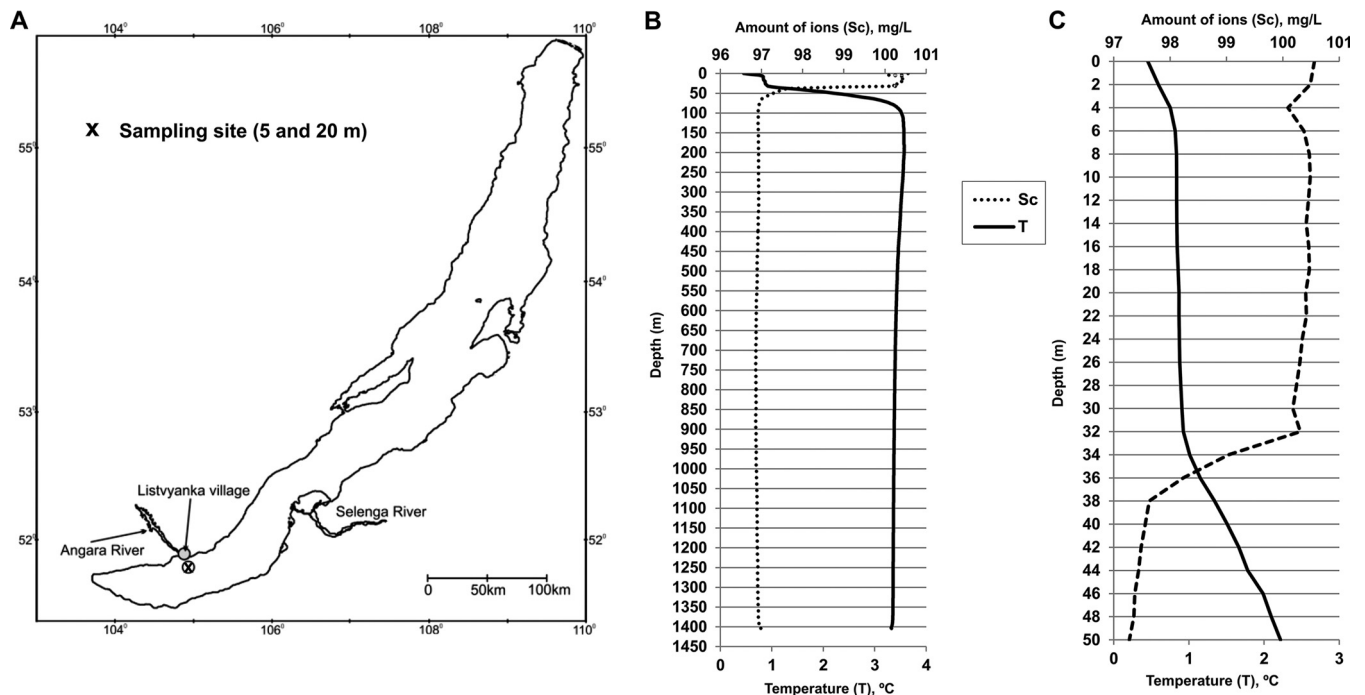 A
104° 106° 108° 110°
x Sampling site (5 and 20 m)
55° 55°
54° 54°
53° 53°
Listvyanka village
Selenga River
52° 52°
Angara River
0 50km 100km
104° 106° 108° 110°
B
Amount of ions (Sc), mg/L
96 97 98 99 100 101
0
50
100
150
200
250
300
350
400
450
500
550
600
650
700
750
800
850
900
950
1000
1050
1100
1150
1200
1250
1300
1350
1400
1450
Depth (m)
0 1 2 3 4
Temperature (T), ºC
Sc
T
C
Amount of ions (Sc), mg/L
97 98 99 100 101
0
2
4
6
8
10
12
14
16
18
20
22
24
26
28
30
32
34
36
38
40
42
44
46
48
50
Depth (m)
0 1 2 3
Temperature (T), ºC